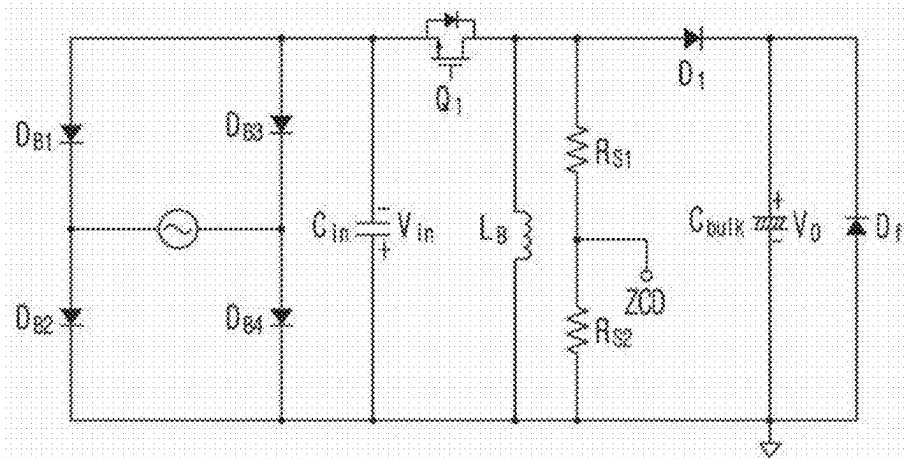 Q1
D1
DB1
DB3
RS1
Cin
-
+
Vin
LB
Cbulk
+
-
VO
Df
ZCD
DB2
DB4
RS2